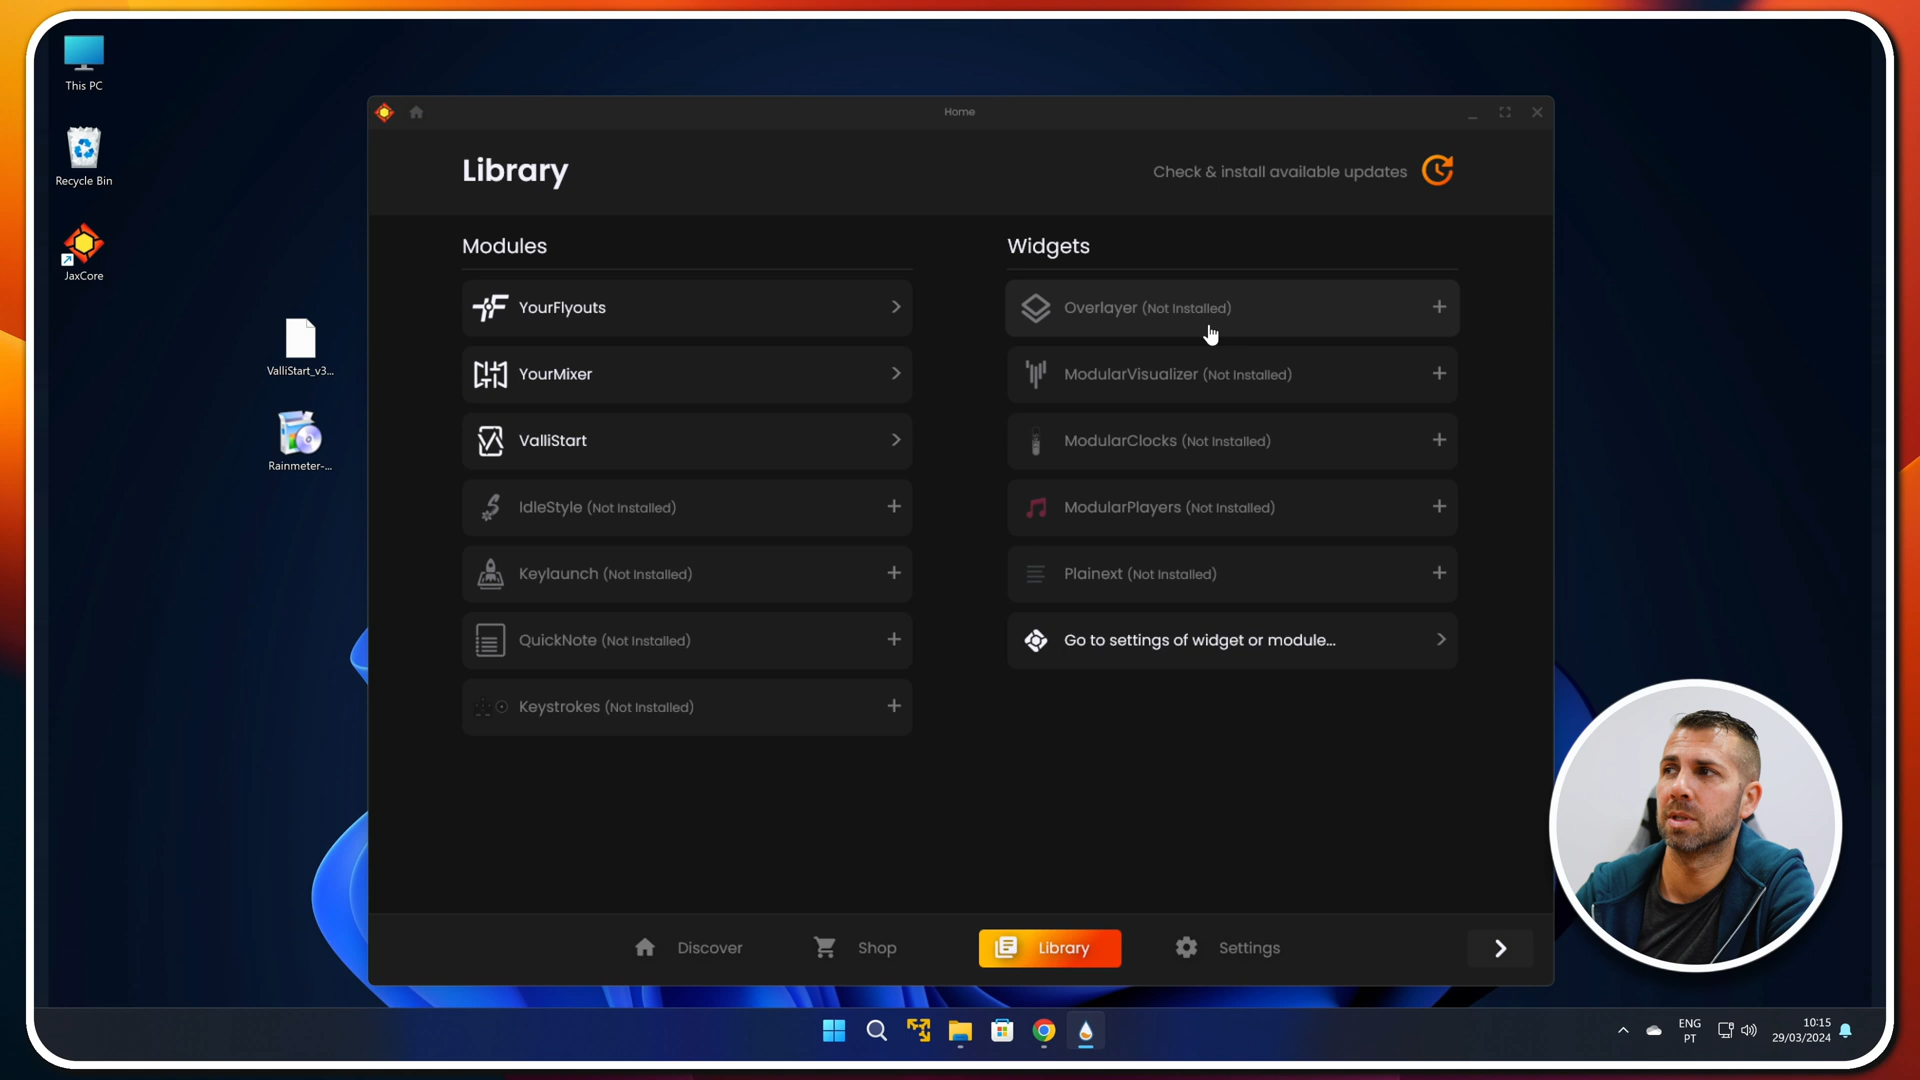 This PC
Recycle Bin
JaxCore
ValliStart_v3...
Rainmeter-...
Home
Library
Check & install available updates
Modules
YourFlyouts
YourMixer
ValliStart
IdleStyle (Not Installed)
Keylaunch (Not Installed)
QuickNote (Not Installed)
Keystrokes (Not Installed)
Widgets
Overlayer (Not Installed)
ModularVisualizer (Not Installed)
ModularClocks (Not Installed)
ModularPlayers (Not Installed)
Plainext (Not Installed)
Go to settings of widget or module...
Discover
Shop
Library
Settings
ENG
PT
10:15
29/03/2024